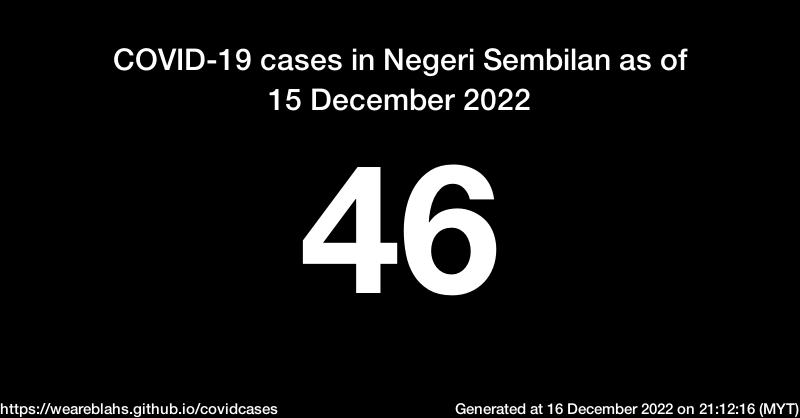 COVID-19 cases in Negeri Sembilan as of
15 December 2022
46
https://weareblahs.github.io/covidcases
Generated at 16 December 2022 on 21:12:16 (MYT)